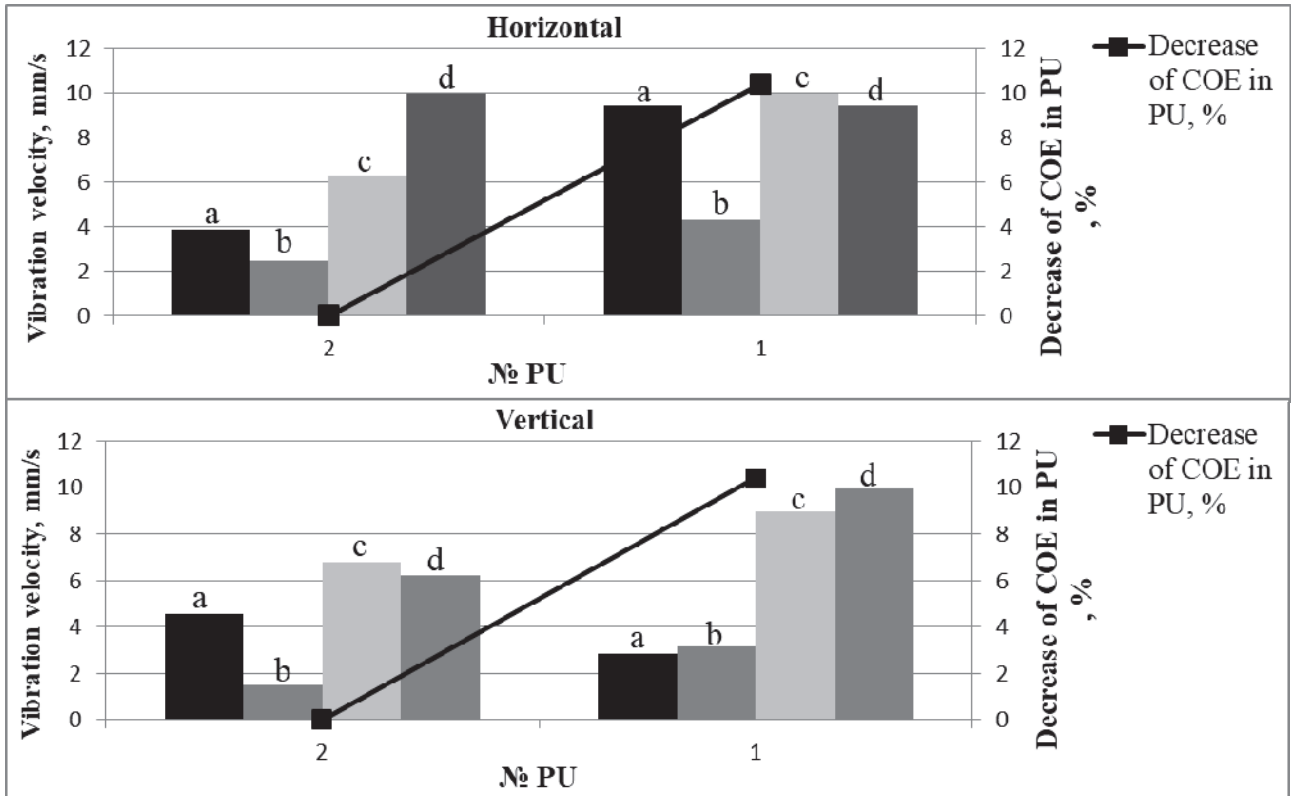 Horizontal
Vibration velocity, mm/s
12
10
8
6
4
2
0
a
b
c
d
a
b
c
d
12
10
8
6
4
2
0
Decrease of COE in PU
, %
Decrease
of COE in
PU, %
2
1
№ PU
Vertical
Vibration velocity, mm/s
12
10
8
6
4
2
0
a
b
c
d
a
b
c
d
12
10
8
6
4
2
0
Decrease of COE in PU
, %
Decrease
of COE in
PU, %
2
1
№ PU